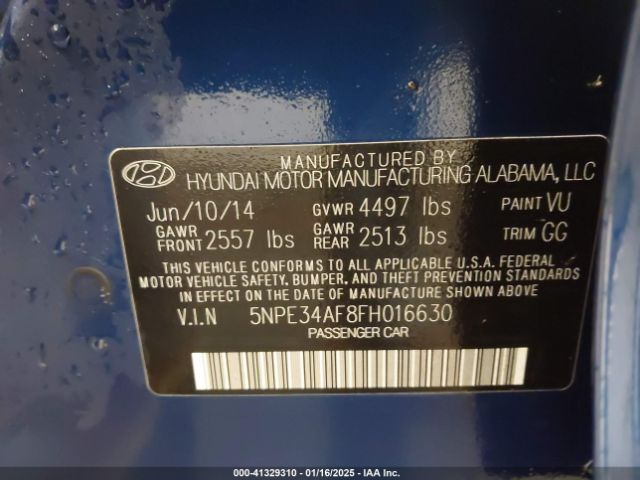 MANUFACTURED BY
HYUNDAI MOTOR MANUFACTURING ALABAMA, LLC
Jun/10/14 GVWR 4497 lbs PAINT VU
GAWR FRONT 2557 lbs GAWR REAR 2513 lbs TRIM GG
THIS VEHICLE CONFORMS TO ALL APPLICABLE U.S.A. FEDERAL
MOTOR VEHICLE SAFETY, BUMPER, AND THEFT PREVENTION STANDARDS
IN EFFECT ON THE DATE OF MANUFACTURE SHOWN ABOVE
V.I.N 5NPE34AF8FH016630
PASSENGER CAR
000-41329310 - 01/16/2025 - IAA Inc.